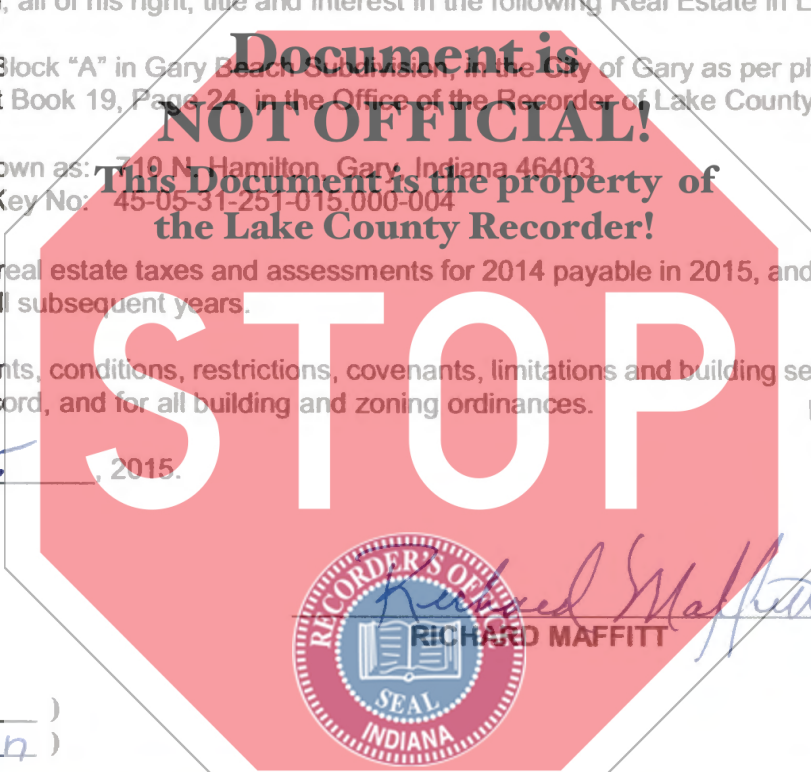 all of his right, title and interest in the following Real Estate in L
Document is
Block "A" in Gary Beach Subdivision, in the City of Gary as per pl
Book 19, Page 24, in the Office of the Recorder of Lake County
NOT OFFICIAL!
own as: 710 N. Hamilton, Gary, Indiana 46403
This Document is the property of
Key No: 45-05-31-251-015.000-004
the Lake County Recorder!
real estate taxes and assessments for 2014 payable in 2015, and
subsequent years.
STOP
nts, conditions, restrictions, covenants, limitations and building se
ord, and for all building and zoning ordinances.
, 2015.
Richard Maffitt
RICHARD MAFFITT
RECORDER'S OFFICE
SEAL
INDIANA
)
n )